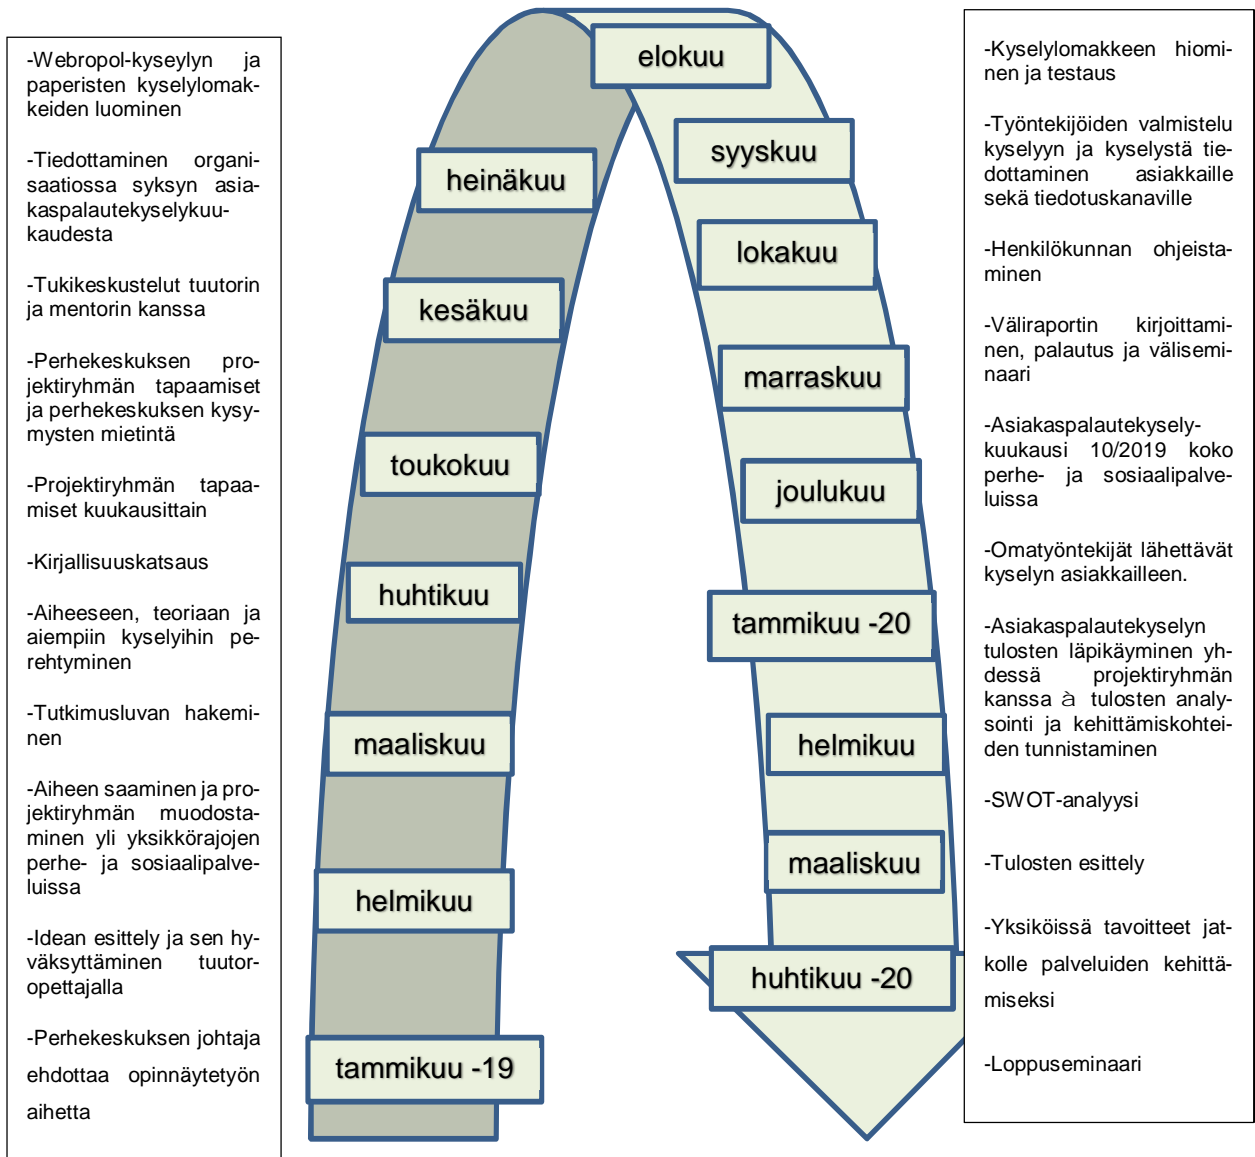 -Webropol-kyseylyn ja
paperisten kyselylomak-
keiden luominen
-Tiedottaminen organi-
saatiossa syksyn asia-
kaspalautekyselykuu-
kaudesta
-Tukikeskustelut tuutorin
ja mentorin kanssa
-Perhekeskuksen pro-
jektiryhmän tapaamiset
ja perhekeskuksen kysy-
mysten mietintä
-Projektiryhmän tapaa-
miset kuukausittain
-Kirjallisuuskatsaus
-Aiheeseen, teoriaan ja
aiempiin kyselyihin pe-
rehtyminen
-Tutkimusluvan hakemi-
nen
-Aiheen saaminen ja pro-
jektiryhmän muodosta-
minen yli yksikkörajojen
perhe- ja sosiaalipalve-
luissa
-Idean esittely ja sen hy-
väksyttäminen tuutor-
opettajalla
-Perhekeskuksen johtaja
ehdottaa opinnäytetyön
aihetta
tammikuu -19
helmikuu
maaliskuu
huhtikuu
toukokuu
kesäkuu
heinäkuu
elokuu
syyskuu
lokakuu
marraskuu
joulukuu
tammikuu -20
helmikuu
maaliskuu
huhtikuu -20
-Kyselylomakkeen hiomi-
nen ja testaus
-Työntekijöiden valmistelu
kyselyyn ja kyselystä tie-
dottaminen asiakkaille
sekä tiedotuskanaville
-Henkilökunnan ohjeista-
minen
-Väliraportin kirjoittami-
nen, palautus ja välisemi-
naari
-Asiakaspalautekysely-
kuukausi 10/2019 koko
perhe- ja sosiaalipalve-
luissa
-Omatyöntekijät lähettävät
kyselyn asiakkailleen.
-Asiakaspalautekyselyn
tulosten läpikäyminen yh-
dessä projektiryhmän
kanssa à tulosten analy-
sointi ja kehittämiskohtei-
den tunnistaminen
-SWOT-analyysi
-Tulosten esittely
-Yksiköissä tavoitteet jat-
kolle palveluiden kehittä-
miseksi
-Loppuseminaari